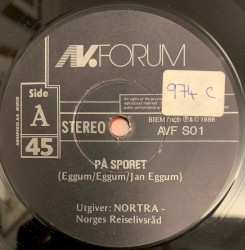 AV.FORUM
974 C
Side
A
45
STEREO
BIEM / ncb ℗ & © 1986
AVF S01
PÅ SPORET
(Eggum/Eggum/Jan Eggum)
Utgiver: NORTRA -
Norges Reiselivsråd